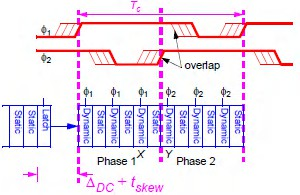 Tc
ϕ1
ϕ2
overlap
ϕ1 ϕ1 ϕ1 ϕ2 ϕ2 ϕ2
Static Static Latch Dynamic Static Dynamic Static Dynamic Static Dynamic Static Dynamic Static Dynamic Static
Phase 1 X Y Phase 2
ΔDC + tskew